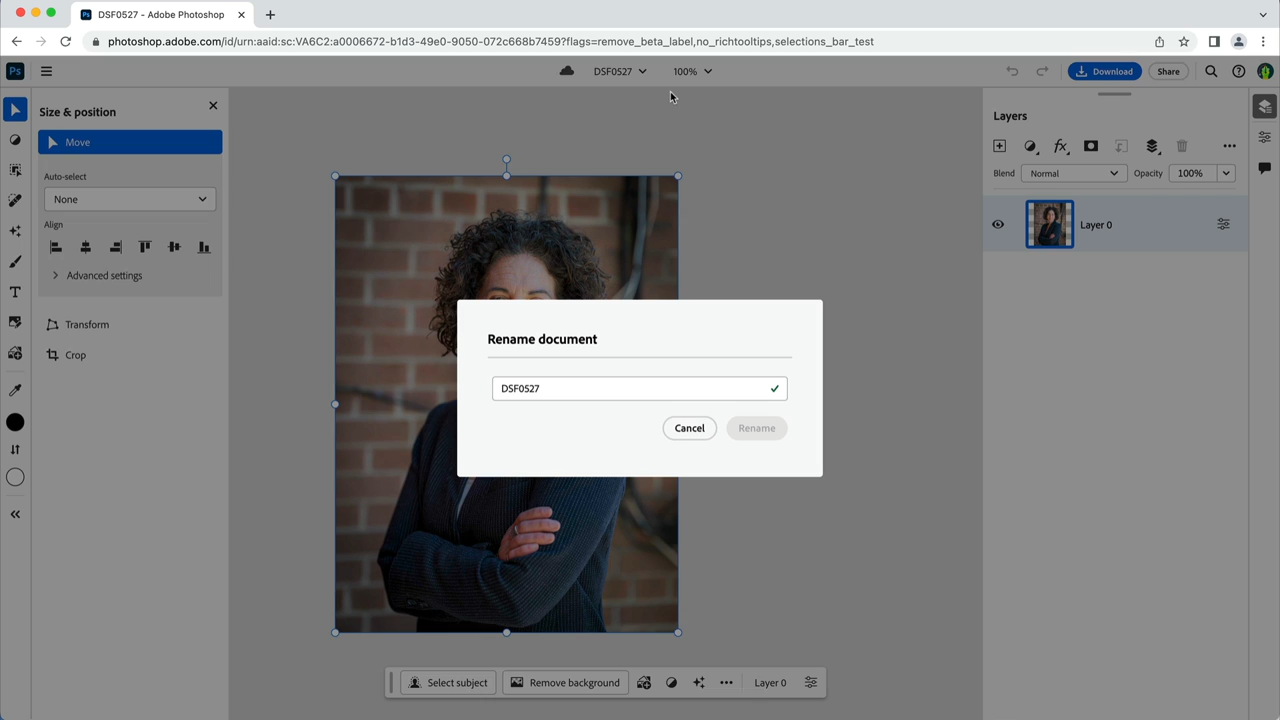 DSF0527 - Adobe Photoshop
photoshop.adobe.com/id/urn:aaid:sc:VA6C2:a0006672-b1d3-49e0-9050-072c668b7459?flags=remove_beta_label,no_richtooltips,selections_bar_test
Ps
DSF0527
100%
Download
Share
Size & position
Move
Auto-select
None
Align
Advanced settings
Transform
Crop
Rename document
DSF0527
Cancel
Rename
Select subject
Remove background
Layer 0
Layers
fx
Blend
Normal
Opacity
100%
Layer 0